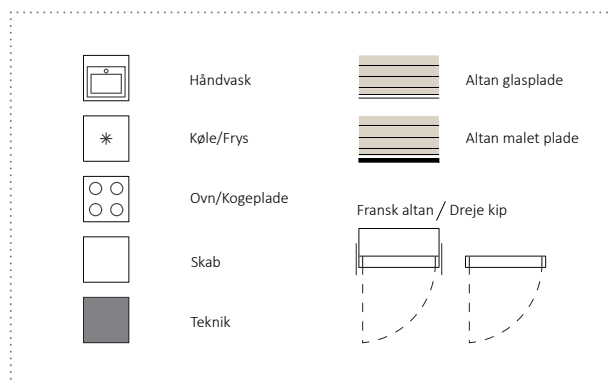 Håndvask
Køle/Frys
Ovn/Kogeplade
Skab
Teknik
Altan glasplade
Altan malet plade
Fransk altan / Dreje kip